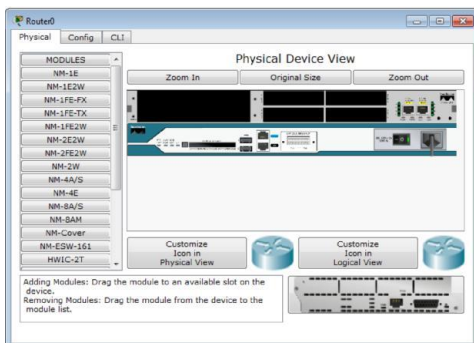 Router0
Physical Config CLI
MODULES
NM-1E
NM-1E2W
NM-1FE-FX
NM-1FE-TX
NM-1FE2W
NM-2E2W
NM-2FE2W
NM-2W
NM-4A/S
NM-4E
NM-8A/S
NM-8AM
NM-Cover
NM-ESW-161
HWIC-2T
Physical Device View
Zoom In Original Size Zoom Out
Customize
Icon in
Physical View
Customize
Icon in
Logical View
Adding Modules: Drag the module to an available slot on the
device.
Removing Modules: Drag the module from the device to the
module list.